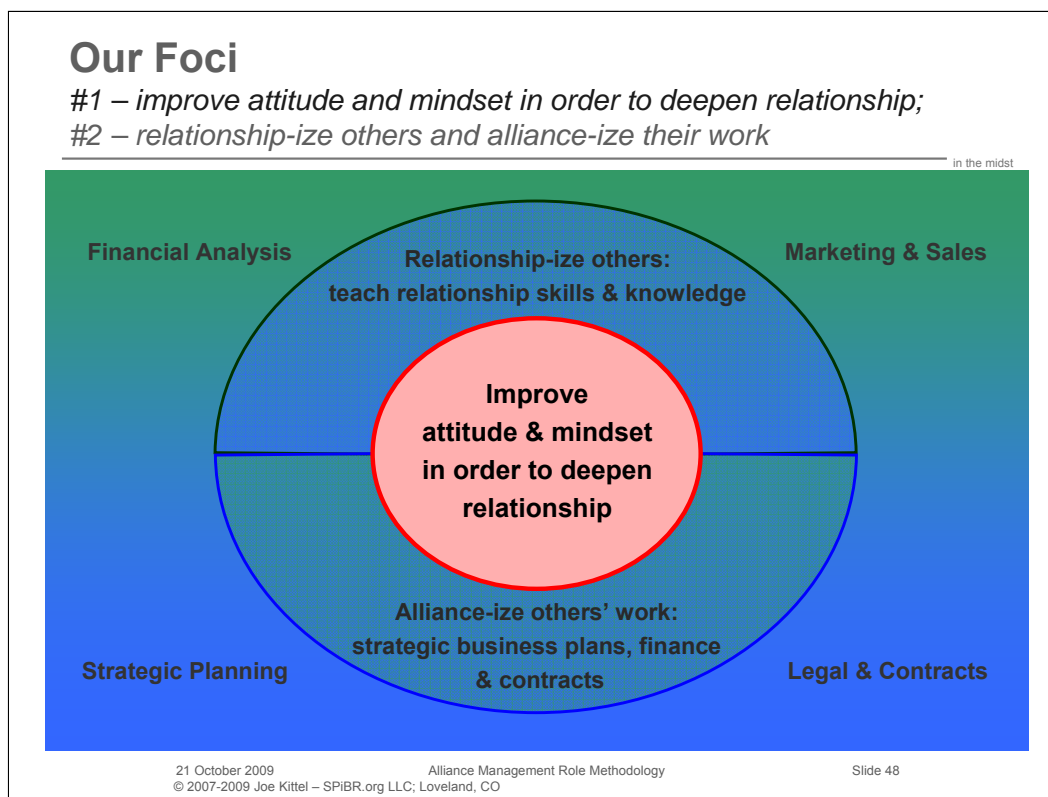 Our Foci
#1 – improve attitude and mindset in order to deepen relationship;
#2 – relationship-ize others and alliance-ize their work
in the midst
Financial Analysis
Marketing & Sales
Relationship-ize others:
teach relationship skills & knowledge
Improve
attitude & mindset
in order to deepen
relationship
Alliance-ize others’ work:
strategic business plans, finance
& contracts
Strategic Planning
Legal & Contracts
21 October 2009
Alliance Management Role Methodology
Slide 48
© 2007-2009 Joe Kittel – SPiBR.org LLC; Loveland, CO